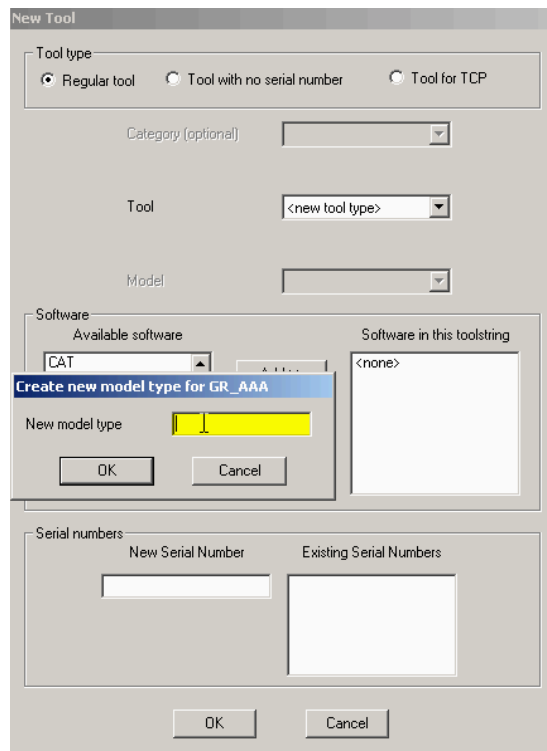 New Tool
Tool type
Regular tool
Tool with no serial number
Tool for TCP
Category (optional)
Tool
<new tool type>
Model
Software
Available software
Software in this toolstring
CAT
<none>
Create new model type for GR_AAA
New model type
OK
Cancel
Serial numbers
New Serial Number
Existing Serial Numbers
OK
Cancel